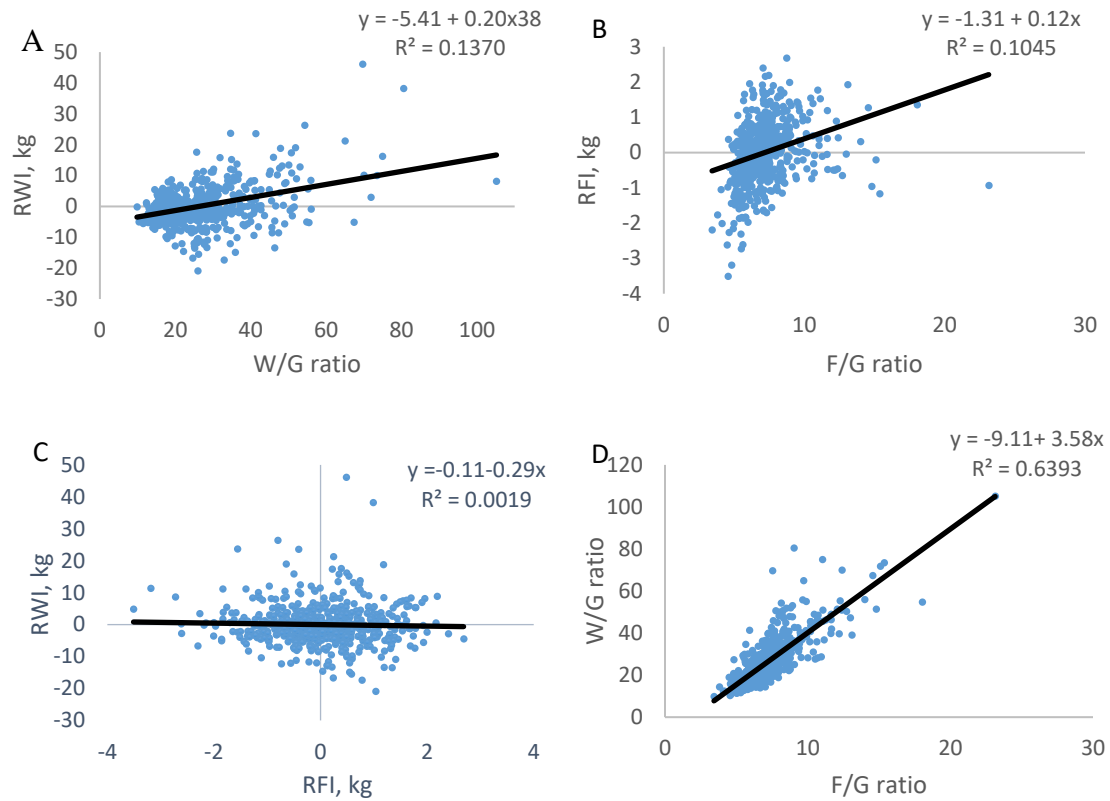 A
y = -5.41 + 0.20x38
R² = 0.1370
50
40
30
20
10
0
-10
-20
-30
RWI, kg
0 20 40 60 80 100
W/G ratio
B
y = -1.31 + 0.12x
R² = 0.1045
3
2
1
0
-1
-2
-3
-4
RFI, kg
0 10 20 30
F/G ratio
C
y =-0.11-0.29x
R² = 0.0019
50
40
30
20
10
0
-10
-20
-30
RWI, kg
-4 -2 0 2 4
RFI, kg
D
y = -9.11+ 3.58x
R² = 0.6393
120
100
80
60
40
20
0
W/G ratio
0 10 20 30
F/G ratio